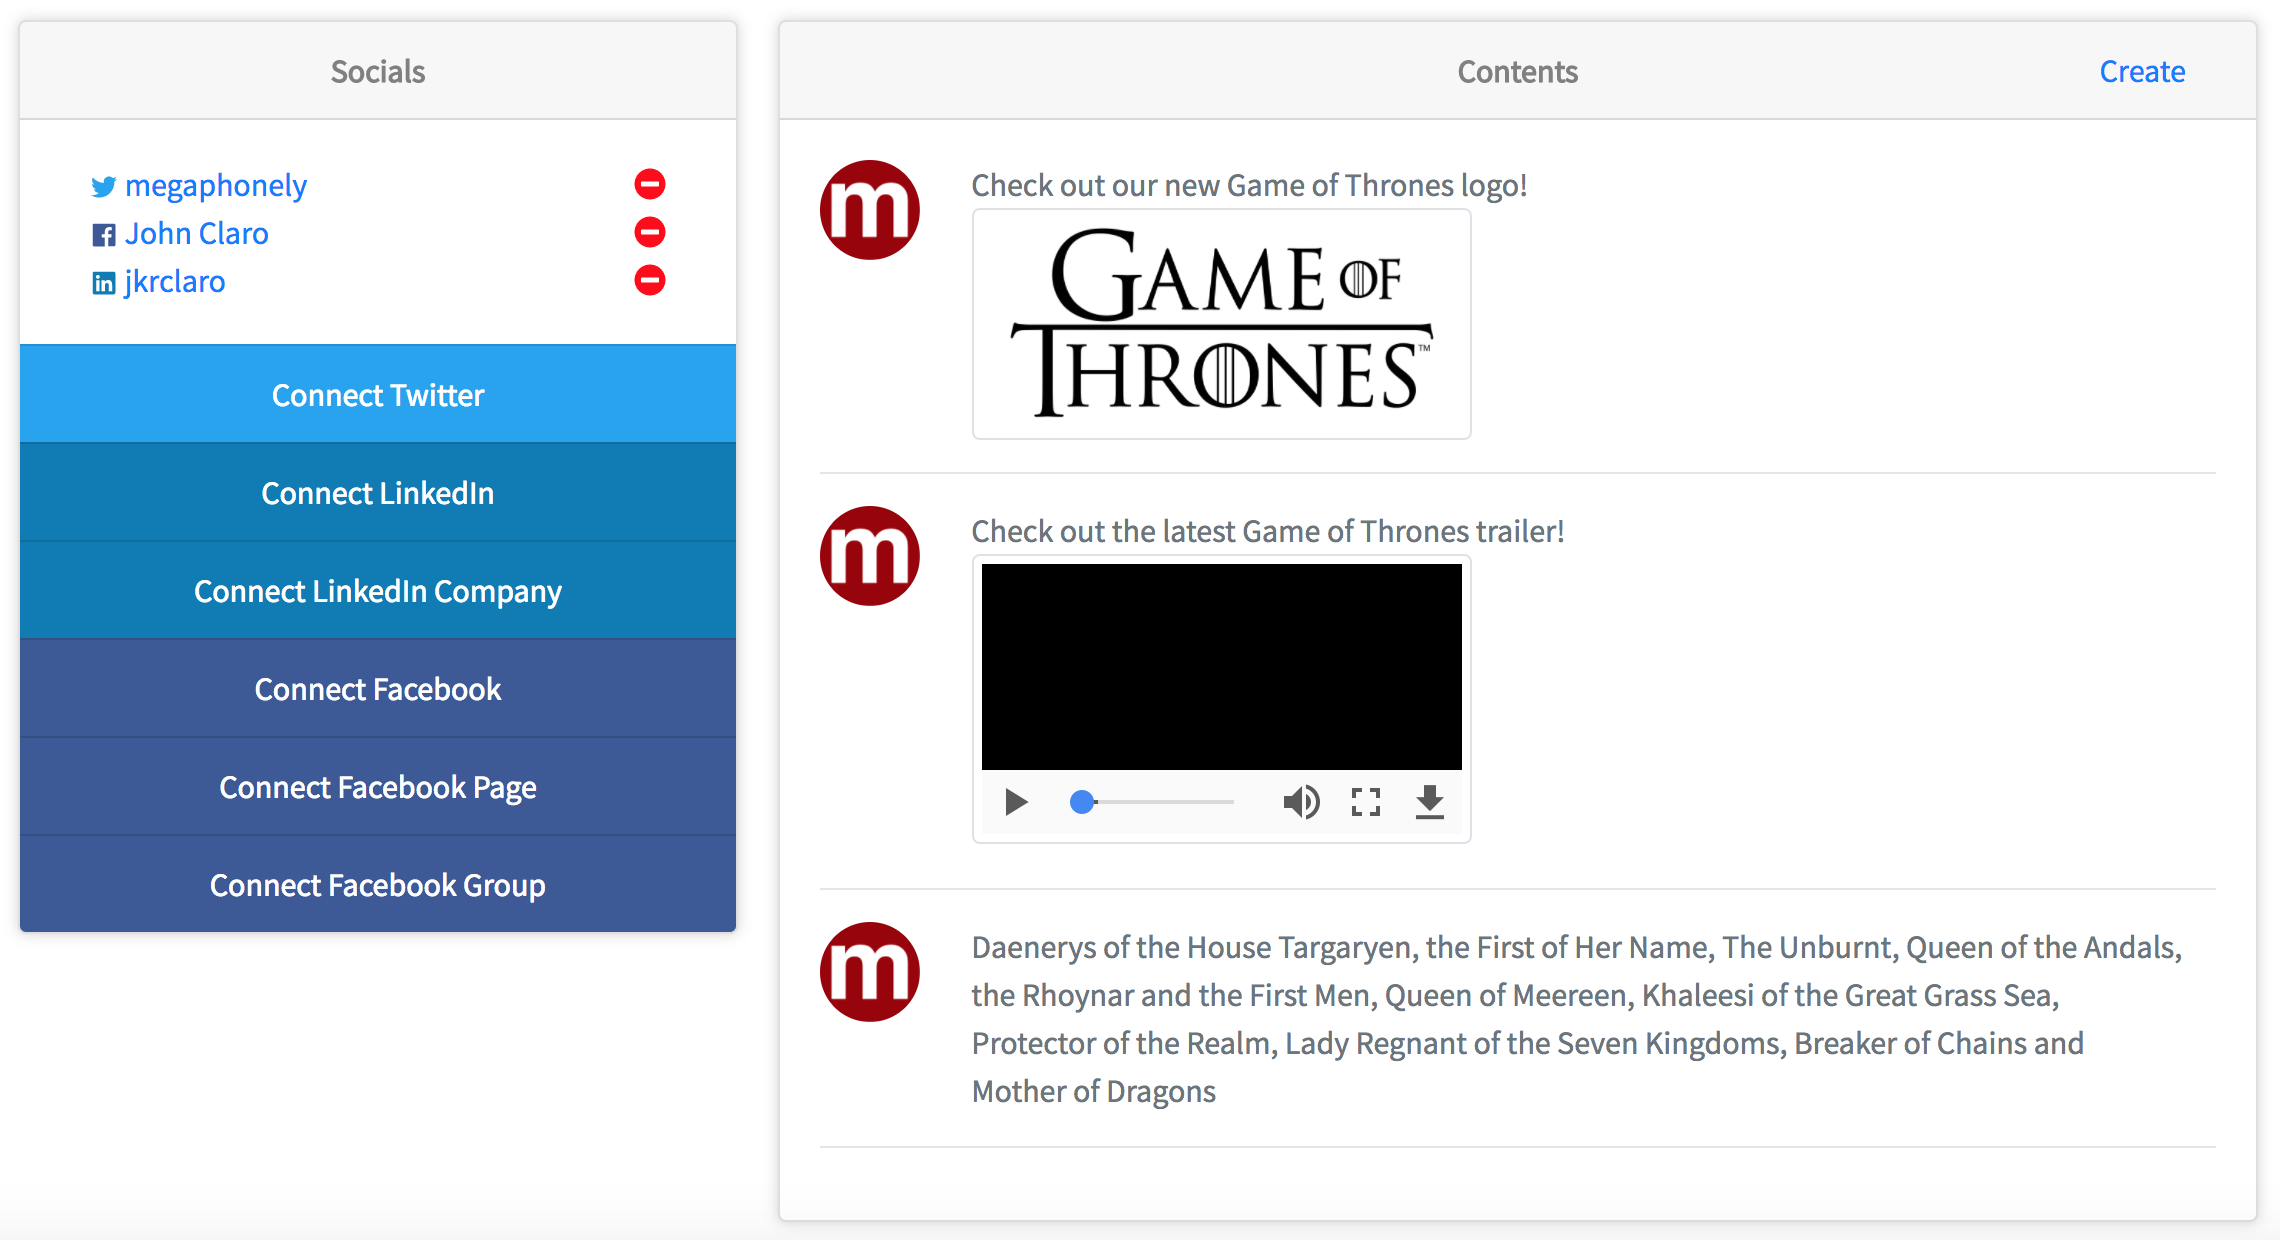 Socials
megaphonely
John Claro
jkrclaro
Connect Twitter
Connect LinkedIn
Connect LinkedIn Company
Connect Facebook
Connect Facebook Page
Connect Facebook Group
Contents
Create
m
Check out our new Game of Thrones logo!
GAME OF
THRONES™
m
Check out the latest Game of Thrones trailer!
m
Daenerys of the House Targaryen, the First of Her Name, The Unburnt, Queen of the Andals,
the Rhoynar and the First Men, Queen of Meereen, Khaleesi of the Great Grass Sea,
Protector of the Realm, Lady Regnant of the Seven Kingdoms, Breaker of Chains and
Mother of Dragons